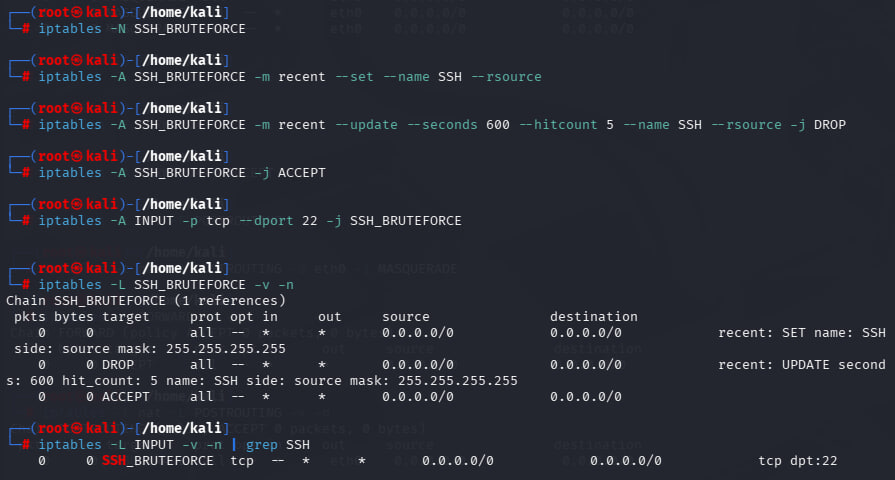 ┌──(root㉿kali)-[/home/kali]
└─# iptables -N SSH_BRUTEFORCE
┌──(root㉿kali)-[/home/kali]
└─# iptables -A SSH_BRUTEFORCE -m recent --set --name SSH --rsource
┌──(root㉿kali)-[/home/kali]
└─# iptables -A SSH_BRUTEFORCE -m recent --update --seconds 600 --hitcount 5 --name SSH --rsource -j DROP
┌──(root㉿kali)-[/home/kali]
└─# iptables -A SSH_BRUTEFORCE -j ACCEPT
┌──(root㉿kali)-[/home/kali]
└─# iptables -A INPUT -p tcp --dport 22 -j SSH_BRUTEFORCE
┌──(root㉿kali)-[/home/kali]
└─# iptables -L SSH_BRUTEFORCE -v -n
Chain SSH_BRUTEFORCE (1 references)
 pkts bytes target     prot opt in     out     source               destination
    0     0            all  --  *      *       0.0.0.0/0            0.0.0.0/0            recent: SET name: SSH
 side: source mask: 255.255.255.255
    0     0 DROP       all  --  *      *       0.0.0.0/0            0.0.0.0/0            recent: UPDATE second
s: 600 hit_count: 5 name: SSH side: source mask: 255.255.255.255
    0     0 ACCEPT     all  --  *      *       0.0.0.0/0            0.0.0.0/0
┌──(root㉿kali)-[/home/kali]
└─# iptables -L INPUT -v -n | grep SSH
    0     0 SSH_BRUTEFORCE  tcp  --  *      *       0.0.0.0/0            0.0.0.0/0            tcp dpt:22